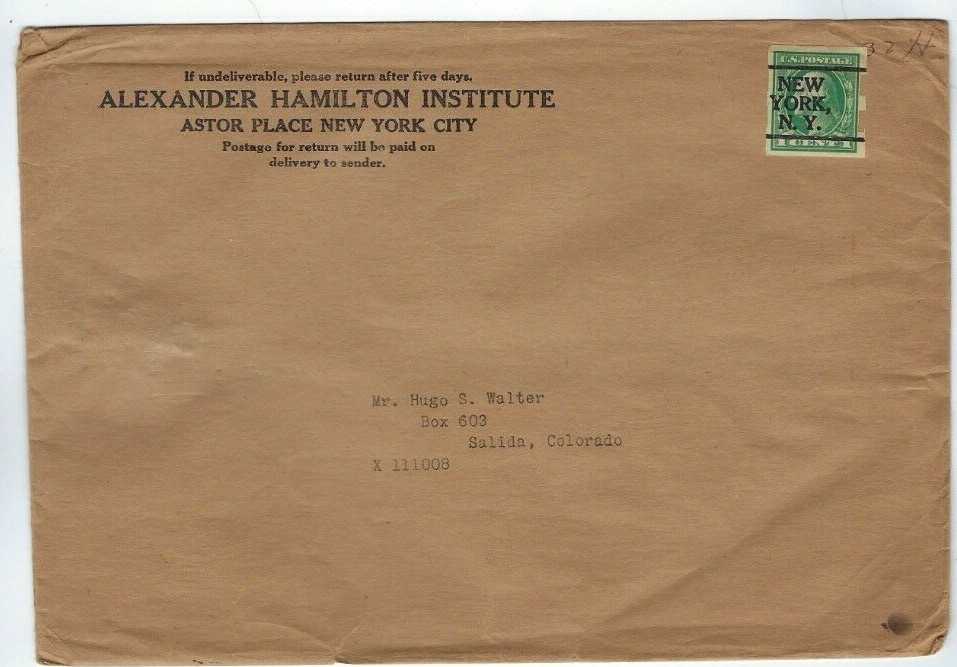 If undeliverable, please return after five days.
ALEXANDER HAMILTON INSTITUTE
ASTOR PLACE NEW YORK CITY
Postage for return will be paid on
delivery to sender.
U.S.POSTAGE
NEW
YORK,
N. Y.
Mr. Hugo S. Walter
Box 603
Salida, Colorado
X 111008